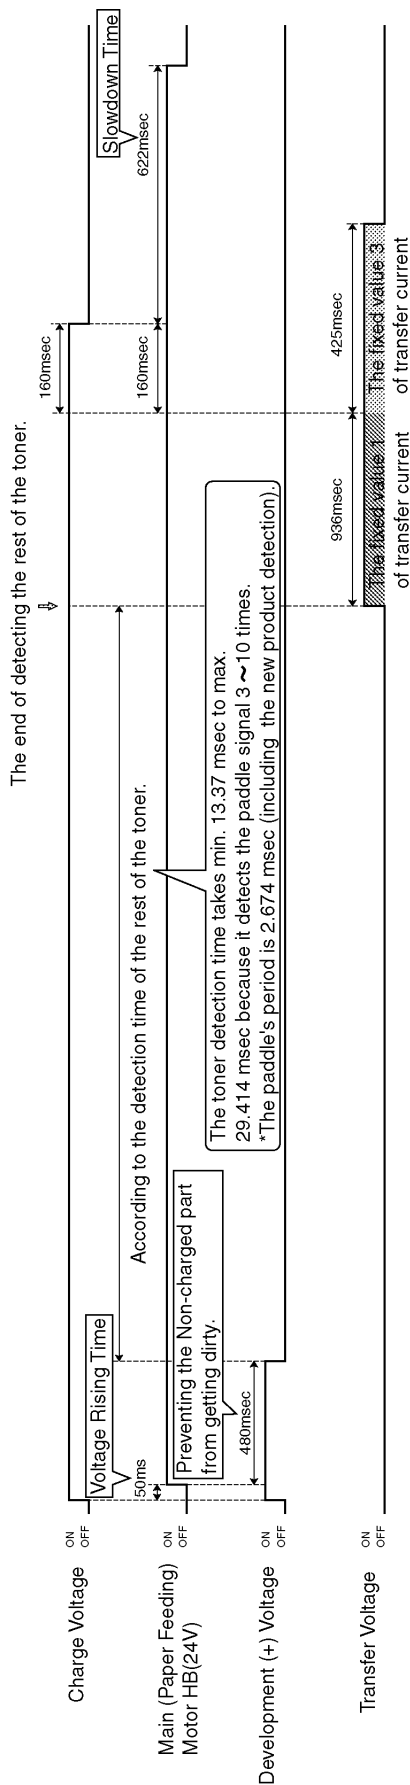 The end of detecting the rest of the toner.
Charge Voltage
ON
OFF
Voltage Rising Time
160msec
Slowdown Time
According to the detection time of the rest of the toner.
Main (Paper Feeding)
Motor HB(24V)
ON
OFF
50ms
160msec
622msec
Preventing the Non-charged part
from getting dirty.
The toner detection time takes min. 13.37 msec to max.
29.414 msec because it detects the paddle signal 3 ~ 10 times.
*The paddle's period is 2.674 msec (including the new product detection).
Development (+) Voltage
ON
OFF
480msec
Transfer Voltage
ON
OFF
936msec
425msec
The fixed value 1
of transfer current
The fixed value 3
of transfer current